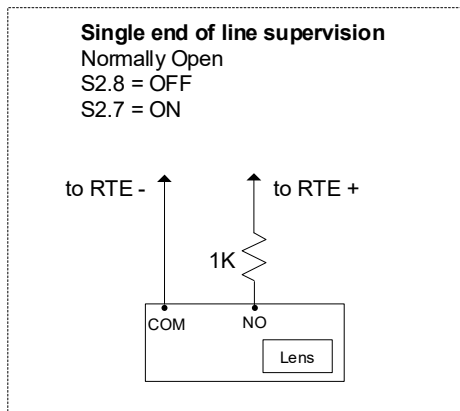 Single end of line supervision
Normally Open
S2.8 = OFF
S2.7 = ON
to RTE -
to RTE +
1K
COM
NO
Lens